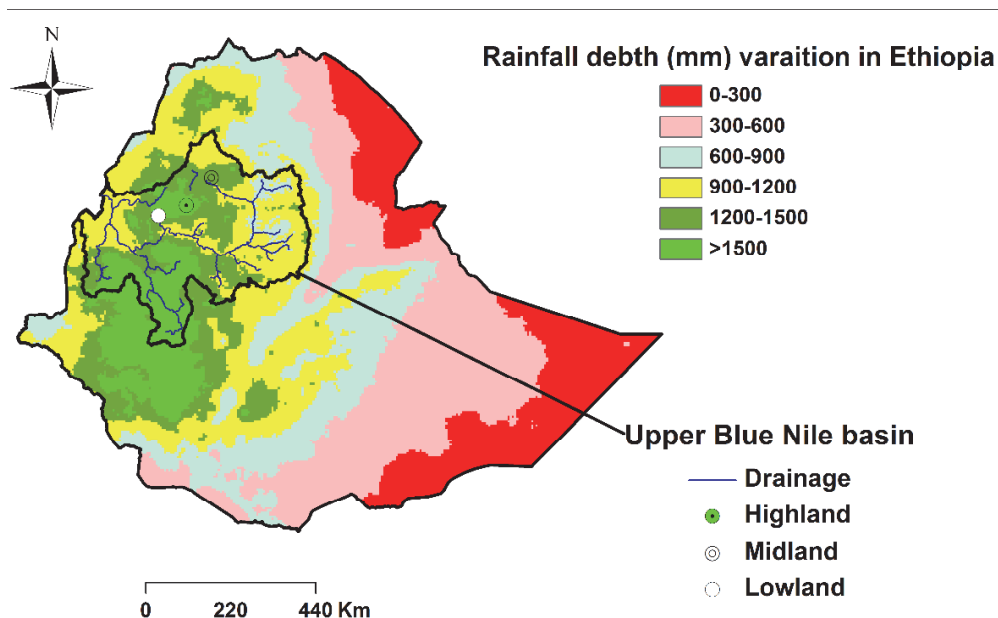 N
Rainfall debth (mm) varaition in Ethiopia
0-300
300-600
600-900
900-1200
1200-1500
>1500
Upper Blue Nile basin
Drainage
Highland
Midland
Lowland
0 220 440 Km